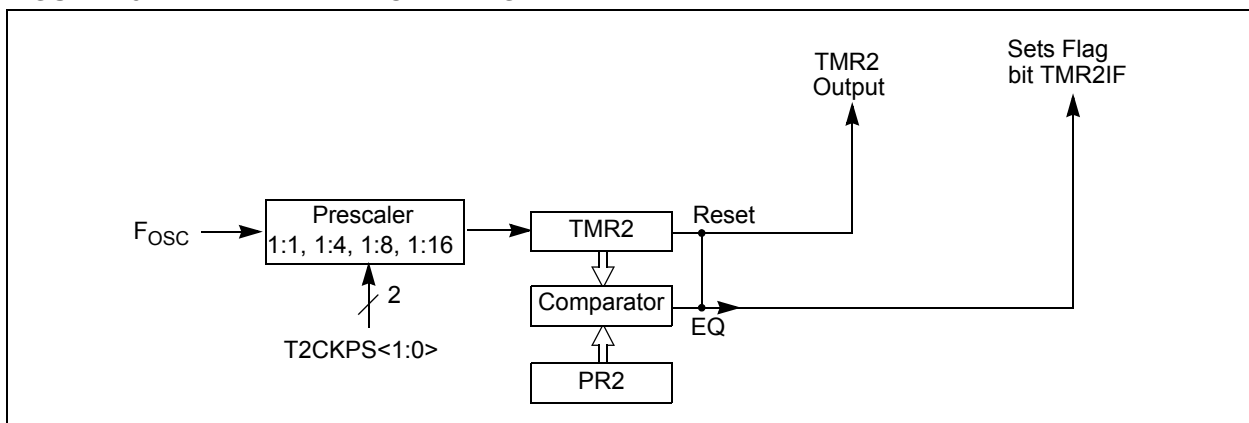 TMR2
Output
Sets Flag
bit TMR2IF
FOSC
Prescaler
1:1, 1:4, 1:8, 1:16
2
T2CKPS<1:0>
TMR2
Reset
Comparator
EQ
PR2